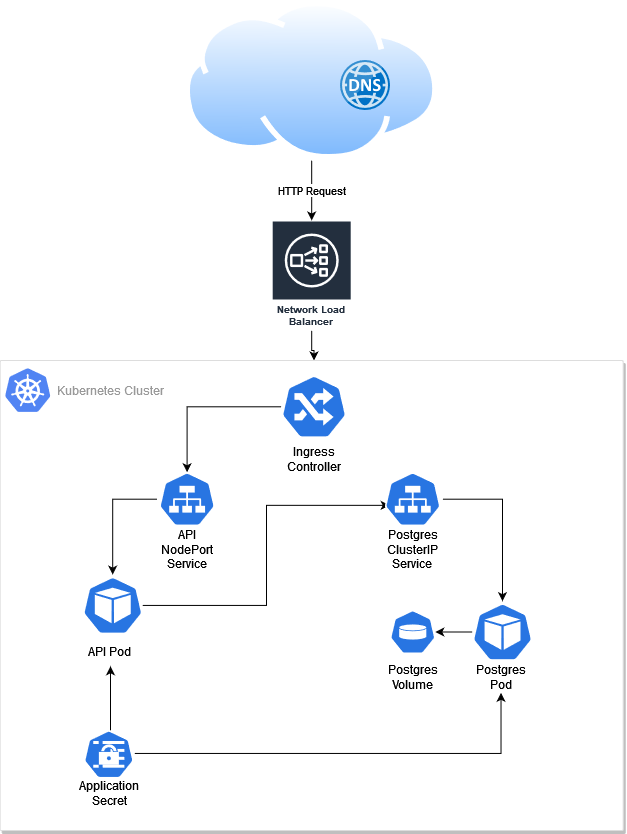 DNS
HTTP Request
Network Load
Balancer
Kubernetes Cluster
Ingress
Controller
API
NodePort
Service
Postgres
ClusterIP
Service
API Pod
Postgres
Volume
Postgres
Pod
Application
Secret